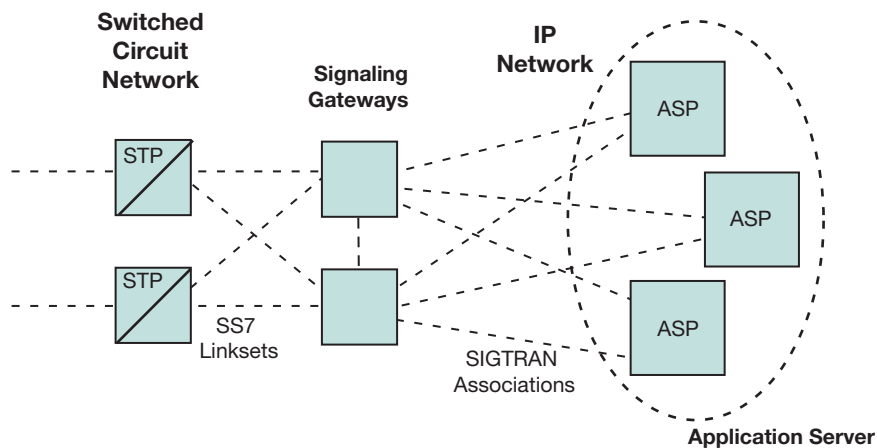 Switched
Circuit
Network
Signaling
Gateways
IP
Network
STP
STP
SS7
Linksets
SIGTRAN
Associations
ASP
ASP
ASP
Application Server